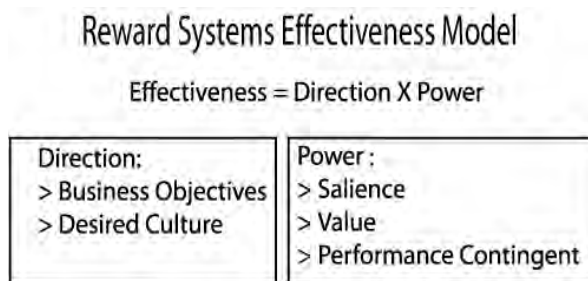 Reward Systems Effectiveness Model
Effectiveness = Direction X Power
Direction:
> Business Objectives
> Desired Culture
Power :
> Salience
> Value
> Performance Contingent